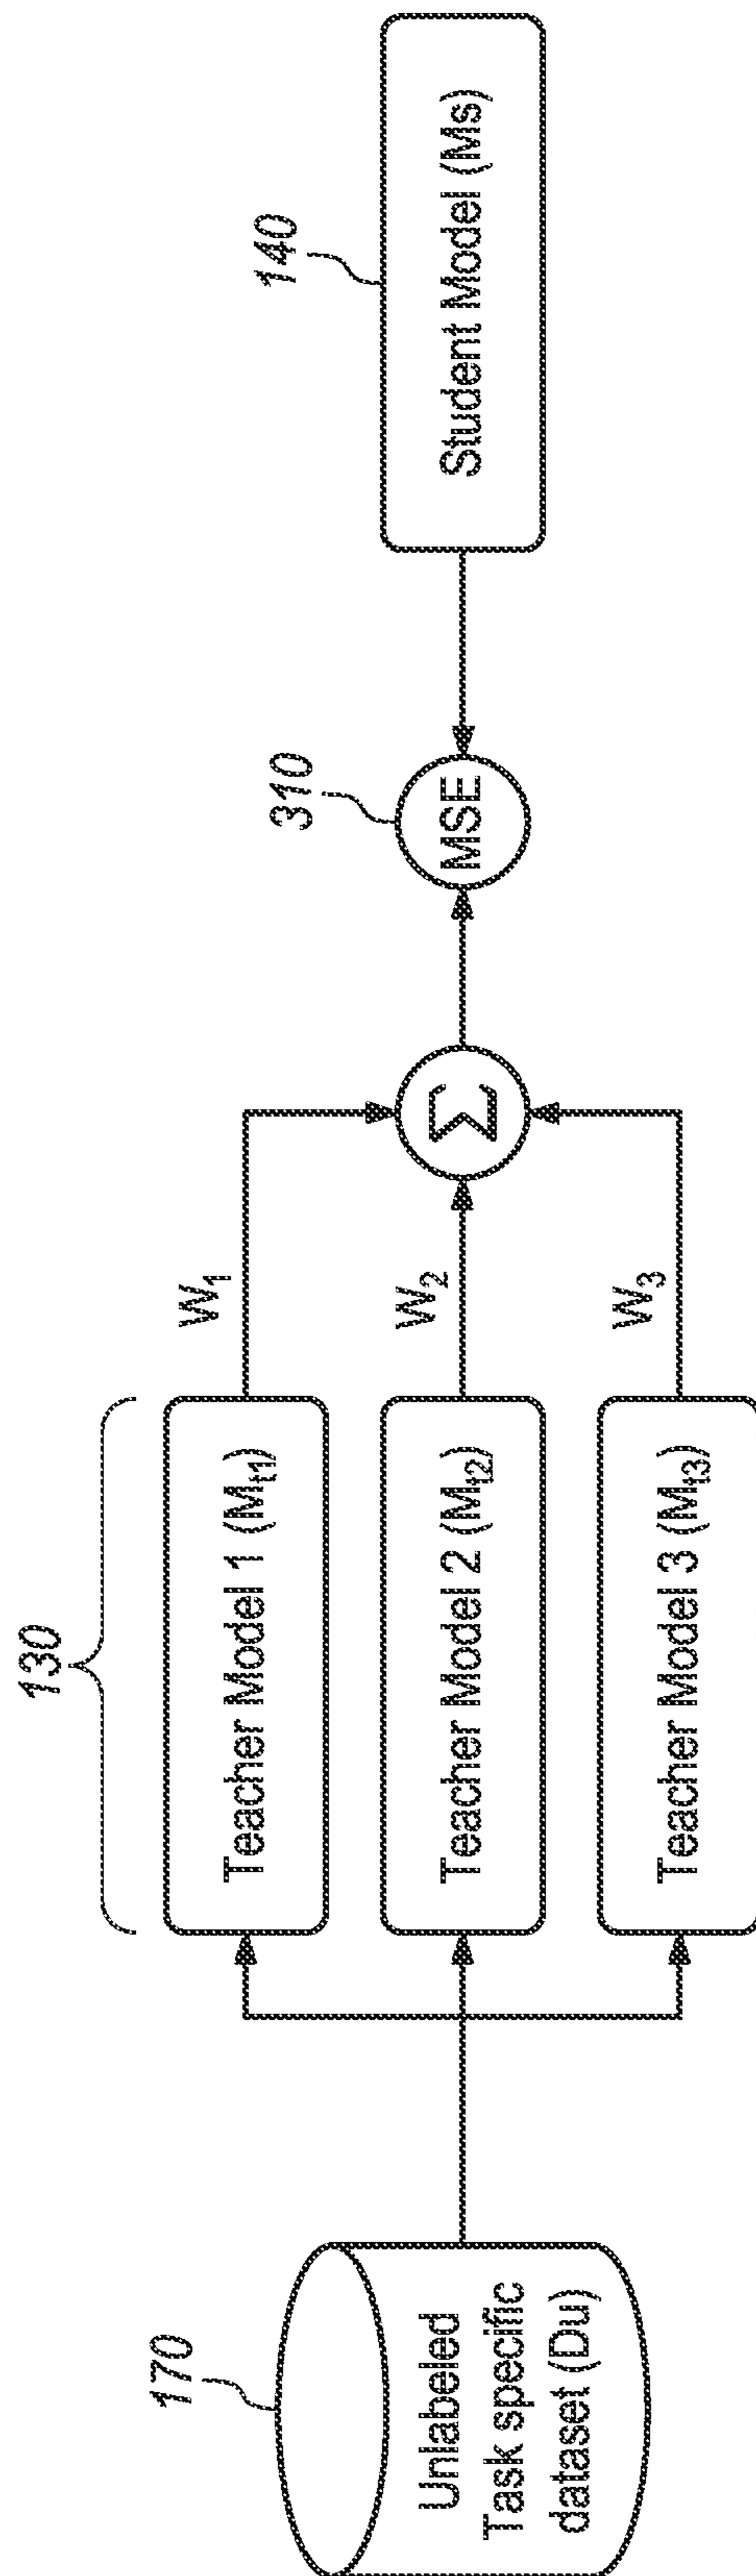 170
Unlabeled
Task specific
dataset (Du)
130
Teacher Model 1 (Mt1)
Teacher Model 2 (Mt2)
Teacher Model 3 (Mt3)
W1
W2
W3
Σ
310
MSE
140
Student Model (Ms)